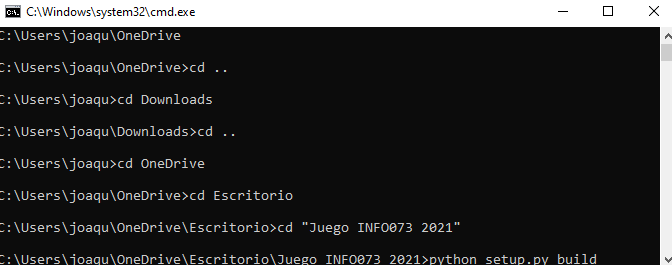 C:\Windows\system32\cmd.exe
C:\Users\joaqu\OneDrive
C:\Users\joaqu\OneDrive>cd ..
C:\Users\joaqu>cd Downloads
C:\Users\joaqu\Downloads>cd ..
C:\Users\joaqu>cd OneDrive
C:\Users\joaqu\OneDrive>cd Escritorio
C:\Users\joaqu\OneDrive\Escritorio>cd "Juego INFO073 2021"
C:\Users\joaqu\OneDrive\Escritorio\Juego INFO073 2021>python setup.py build